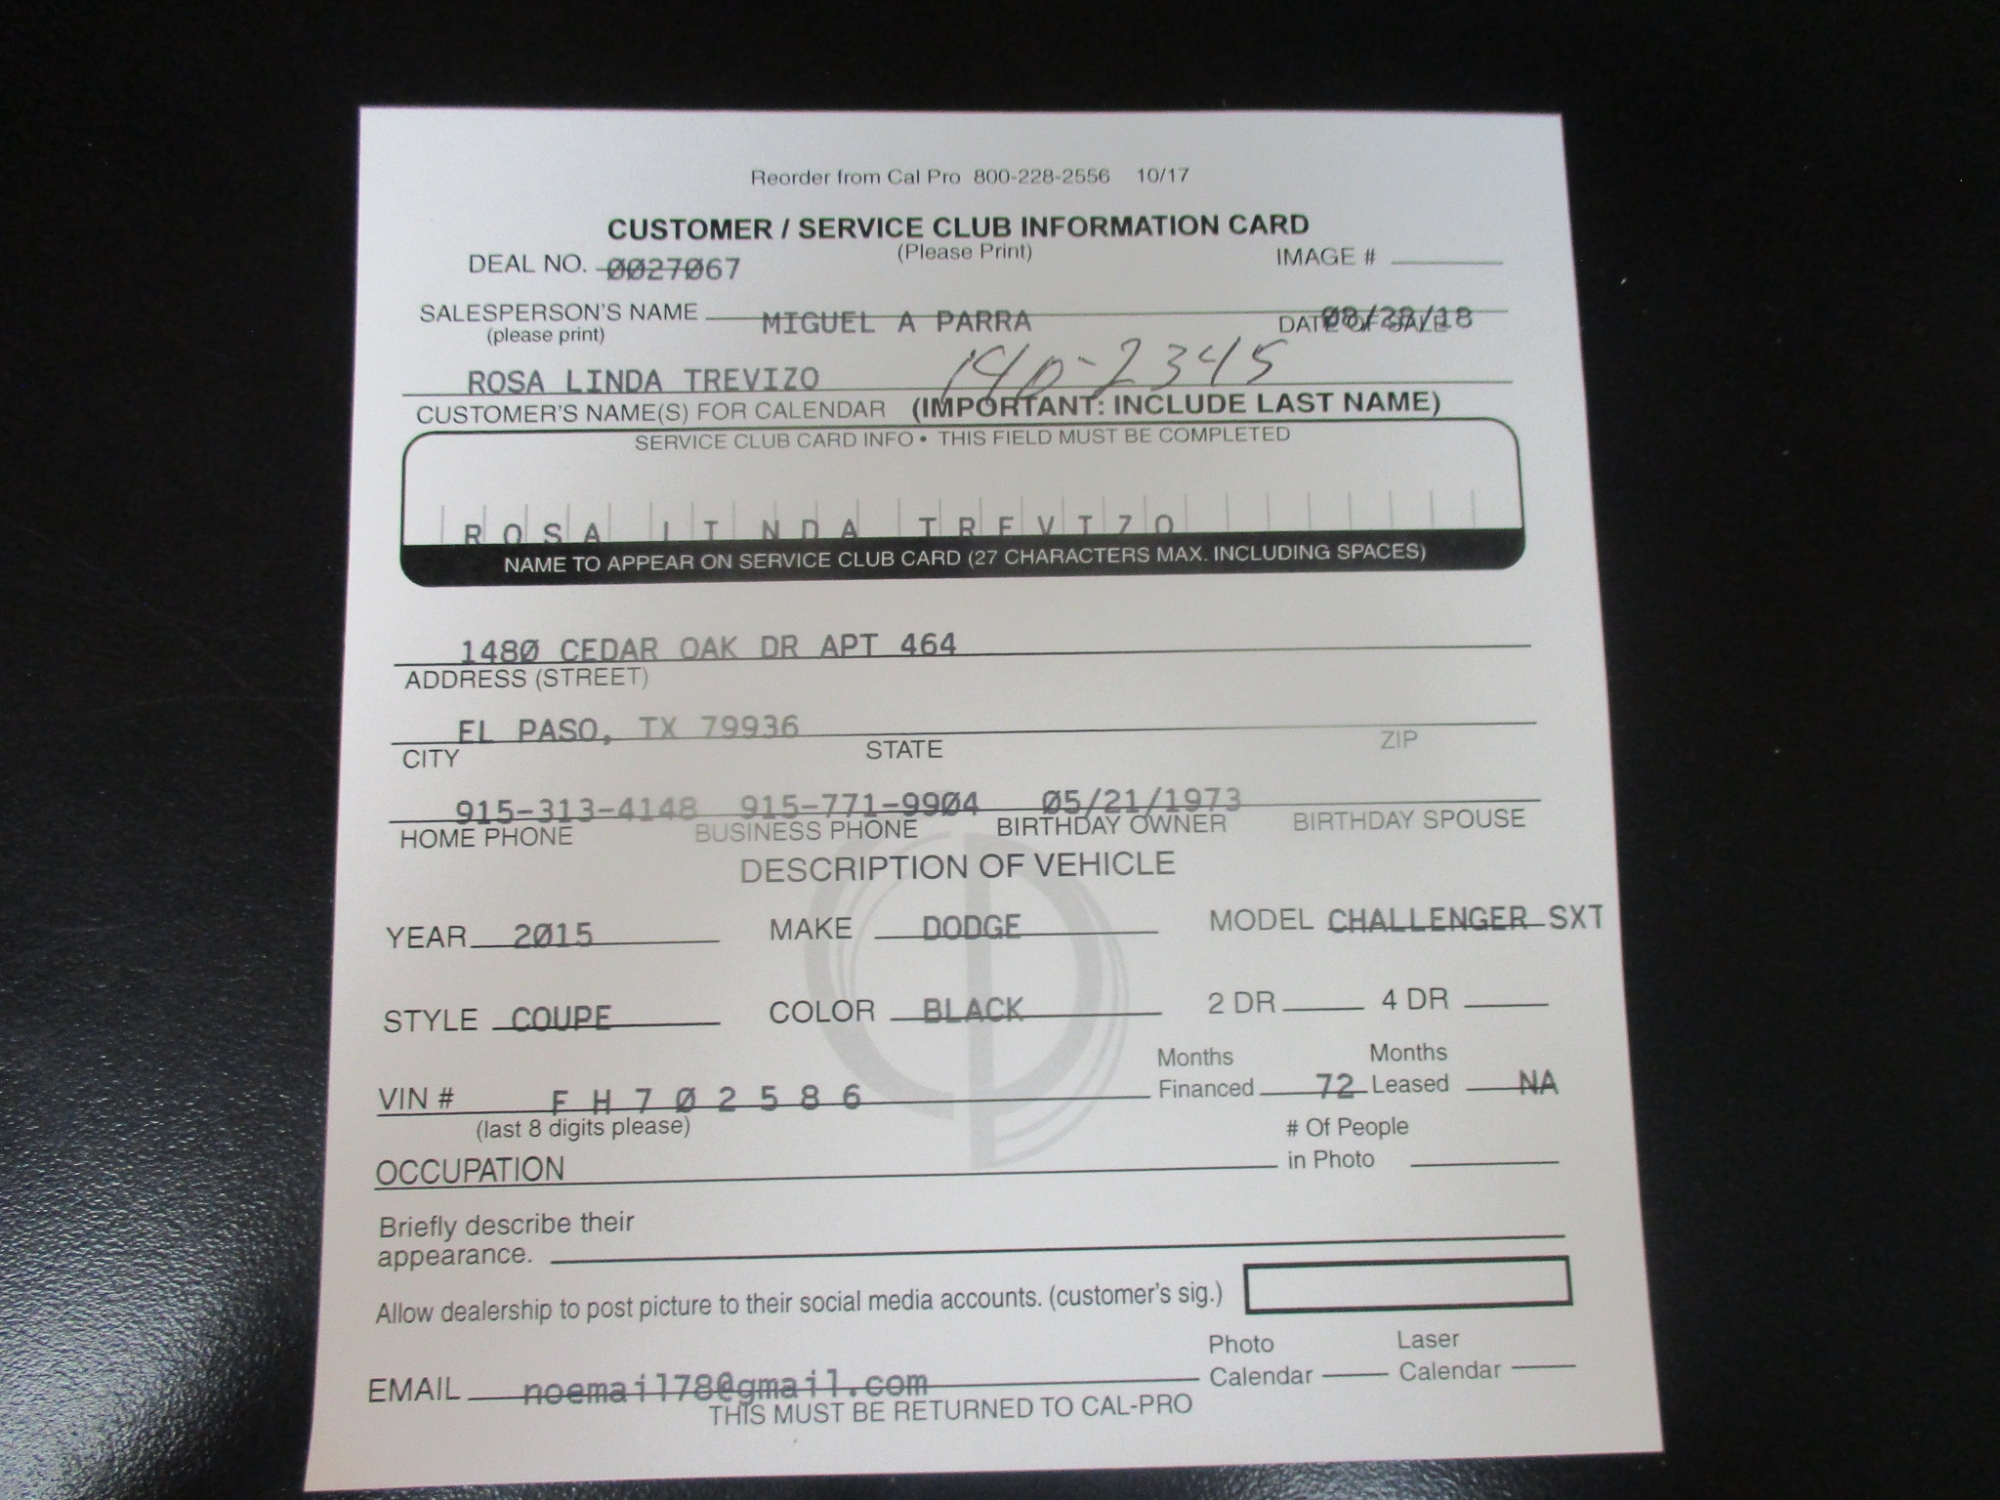 Reorder from Cal Pro 800-228-2556 10/17
CUSTOMER / SERVICE CLUB INFORMATION CARD
(Please Print)
DEAL NO. 0027067 IMAGE #
SALESPERSON'S NAME MIGUEL A PARRA DATE OF SALE 08/28/18
(please print)
ROSA LINDA TREVIZO 140-2345
CUSTOMER'S NAME(S) FOR CALENDAR (IMPORTANT: INCLUDE LAST NAME)
SERVICE CLUB CARD INFO • THIS FIELD MUST BE COMPLETED
ROSA LINDA TREVIZO
NAME TO APPEAR ON SERVICE CLUB CARD (27 CHARACTERS MAX. INCLUDING SPACES)
1480 CEDAR OAK DR APT 464
ADDRESS (STREET)
EL PASO, TX 79936
CITY STATE ZIP
915-313-4148 915-771-9904 05/21/1973
HOME PHONE BUSINESS PHONE BIRTHDAY OWNER BIRTHDAY SPOUSE
DESCRIPTION OF VEHICLE
YEAR 2015 MAKE DODGE MODEL CHALLENGER SXT
STYLE COUPE COLOR BLACK 2 DR 4 DR
Months Months
VIN # F H 7 0 2 5 8 6 Financed 72 Leased NA
(last 8 digits please) # Of People
OCCUPATION in Photo
Briefly describe their
appearance.
Allow dealership to post picture to their social media accounts. (customer's sig.)
Photo Laser
EMAIL noemail78@gmail.com Calendar Calendar
THIS MUST BE RETURNED TO CAL-PRO